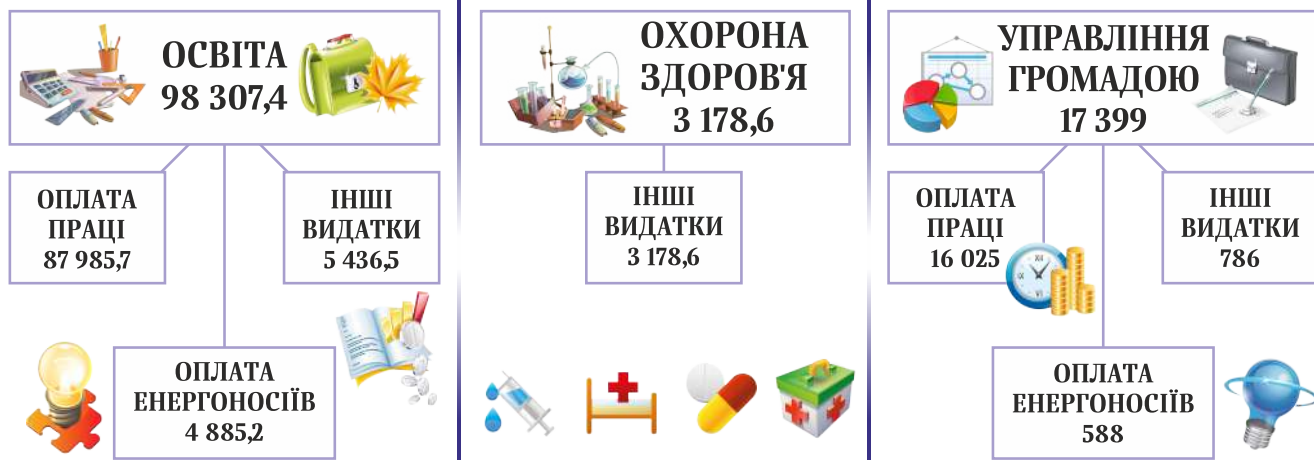 ОСВІТА
98 307,4
ОПЛАТА
ПРАЦІ
87 985,7
ІНШІ
ВИДАТКИ
5 436,5
ОПЛАТА
ЕНЕРГОНОСІЇВ
4 885,2
ОХОРОНА
ЗДОРОВ'Я
3 178,6
ІНШІ
ВИДАТКИ
3 178,6
УПРАВЛІННЯ
ГРОМАДОЮ
17 399
ОПЛАТА
ПРАЦІ
16 025
ІНШІ
ВИДАТКИ
786
ОПЛАТА
ЕНЕРГОНОСІЇВ
588